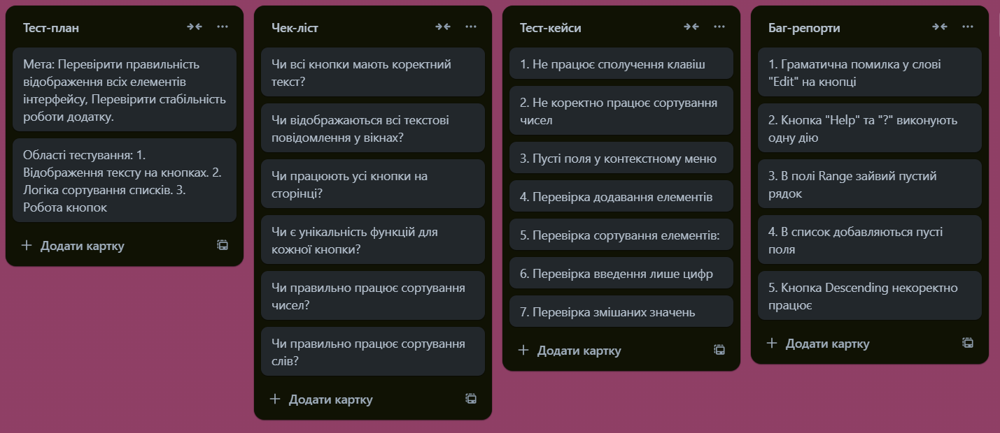 Тест-план
Мета: Перевірити правильність
відображення всіх елементів
інтерфейсу, Перевірити стабільність
роботи додатку.
Області тестування: 1.
Відображення тексту на кнопках. 2.
Логіка сортування списків. 3.
Робота кнопок
Додати картку
Чек-ліст
Чи всі кнопки мають коректний
текст?
Чи відображаються всі текстові
повідомлення у вікнах?
Чи працюють усі кнопки на
сторінці?
Чи є унікальність функцій для
кожної кнопки?
Чи правильно працює сортування
чисел?
Чи правильно працює сортування
слів?
Додати картку
Тест-кейси
1. Не працює сполучення клавіш
2. Не коректно працює сортування
чисел
3. Пусті поля у контекстному меню
4. Перевірка додавання елементів
5. Перевірка сортування елементів:
6. Перевірка введення лише цифр
7. Перевірка змішаних значень
Додати картку
Баг-репорти
1. Граматична помилка у слові
"Edit" на кнопці
2. Кнопка "Help" та "?" виконують
одну дію
3. В полі Range зайвий пустий
рядок
4. В список добавляються пусті
поля
5. Кнопка Descending некоректно
працює
Додати картку